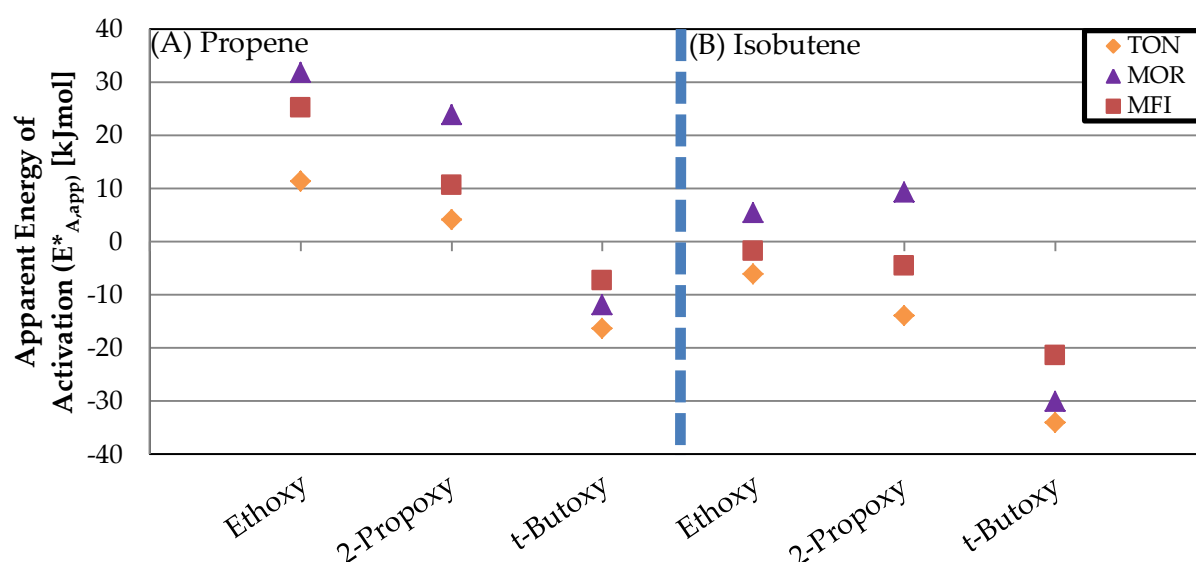 Apparent Energy of
Activation (E*A,app) [kJmol]
40
30
20
10
0
-10
-20
-30
-40
(A) Propene
(B) Isobutene
TON
MOR
MFI
Ethoxy
2-Propoxy
t-Butoxy
Ethoxy
2-Propoxy
t-Butoxy